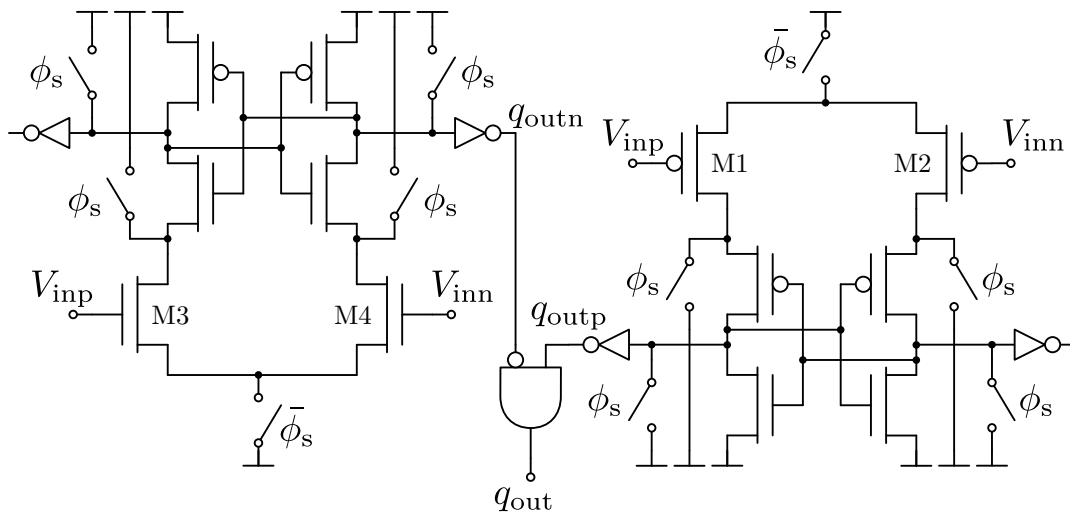 ϕ̄s
ϕs
ϕs
qoutn
Vinp
Vinn
M1
M2
ϕs
ϕs
Vinp
Vinn
ϕs
ϕs
M3
M4
qoutp
ϕs
ϕs
ϕ̄s
qout